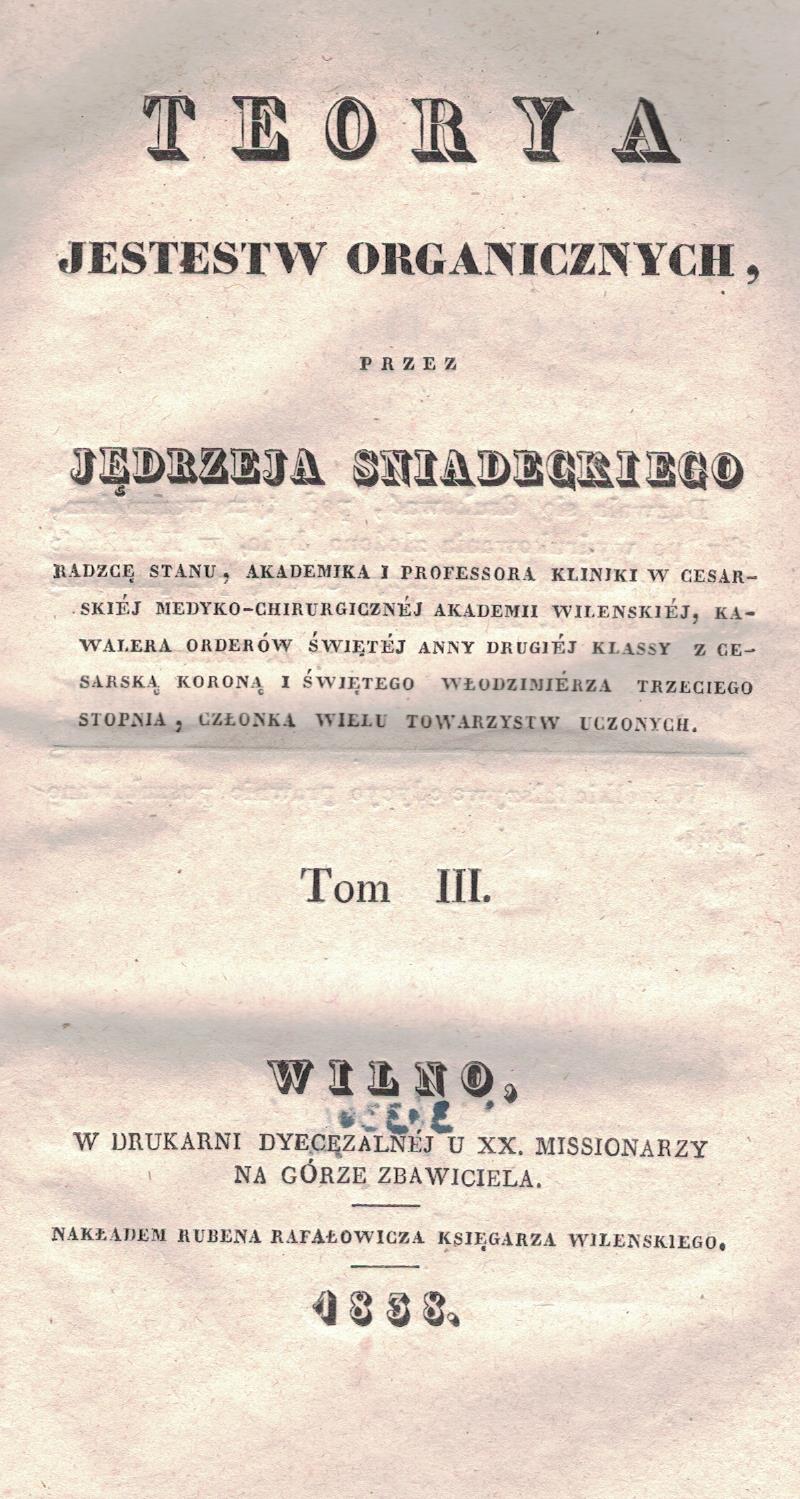 TEORYA
JESTESTW ORGANICZNYCH,
PRZEZ
JĘDRZEJA SNIADECKIEGO
RADZCĘ STANU, AKADEMIKA I PROFESSORA KLINIKI W CESAR-
SKIÉJ MEDYKO-CHIRURGICZNÉJ AKADEMII WILENSKIÉJ, KA-
WALERA ORDERÓW ŚWIĘTÉJ ANNY DRUGIÉJ KLASSY Z CE-
SARSKĄ KORONĄ I ŚWIĘTEGO WŁODZIMIÉRZA TRZECIEGO
STOPNIA, CZŁONKA WIELU TOWARZYSTW UCZONYCH.
Tom III.
WILNO,
W DRUKARNI DYECĘZALNÉJ U XX. MISSIONARZY
NA GÓRZE ZBAWICIELA.
NAKŁADEM RUBENA RAFAŁOWICZA KSIĘGARZA WILENSKIEGO.
1838.